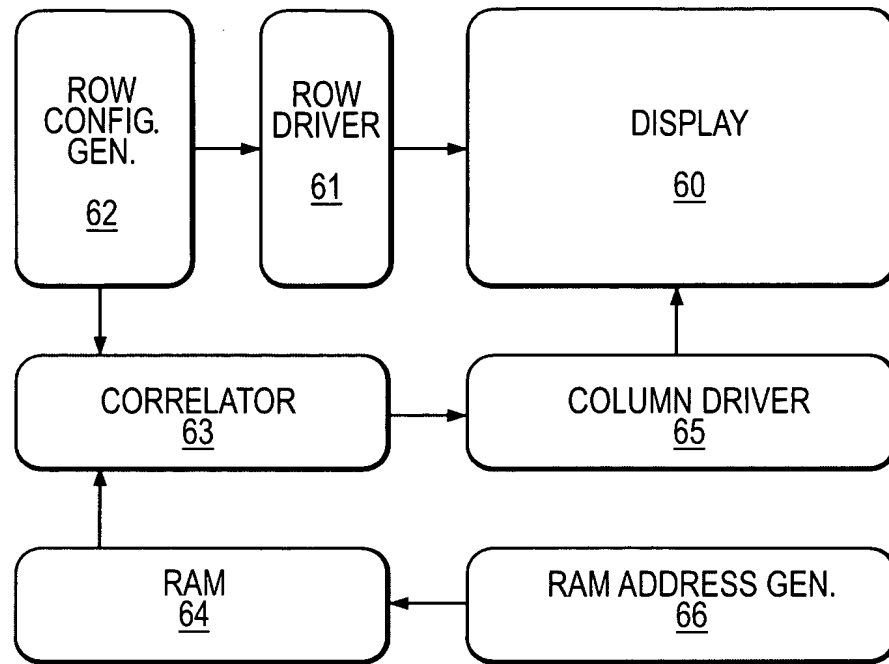 ROW
CONFIG.
GEN.
62
ROW
DRIVER
61
DISPLAY
60
CORRELATOR
63
COLUMN DRIVER
65
RAM
64
RAM ADDRESS GEN.
66